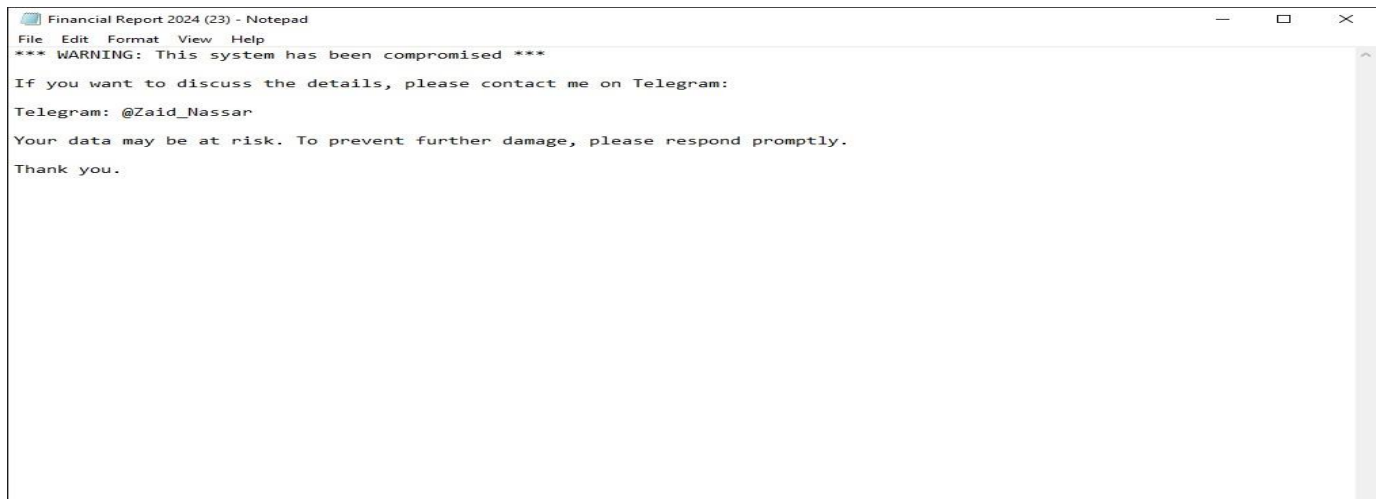 Financial Report 2024 (23) - Notepad
File Edit Format View Help
*** WARNING: This system has been compromised ***
If you want to discuss the details, please contact me on Telegram:
Telegram: @Zaid_Nassar
Your data may be at risk. To prevent further damage, please respond promptly.
Thank you.